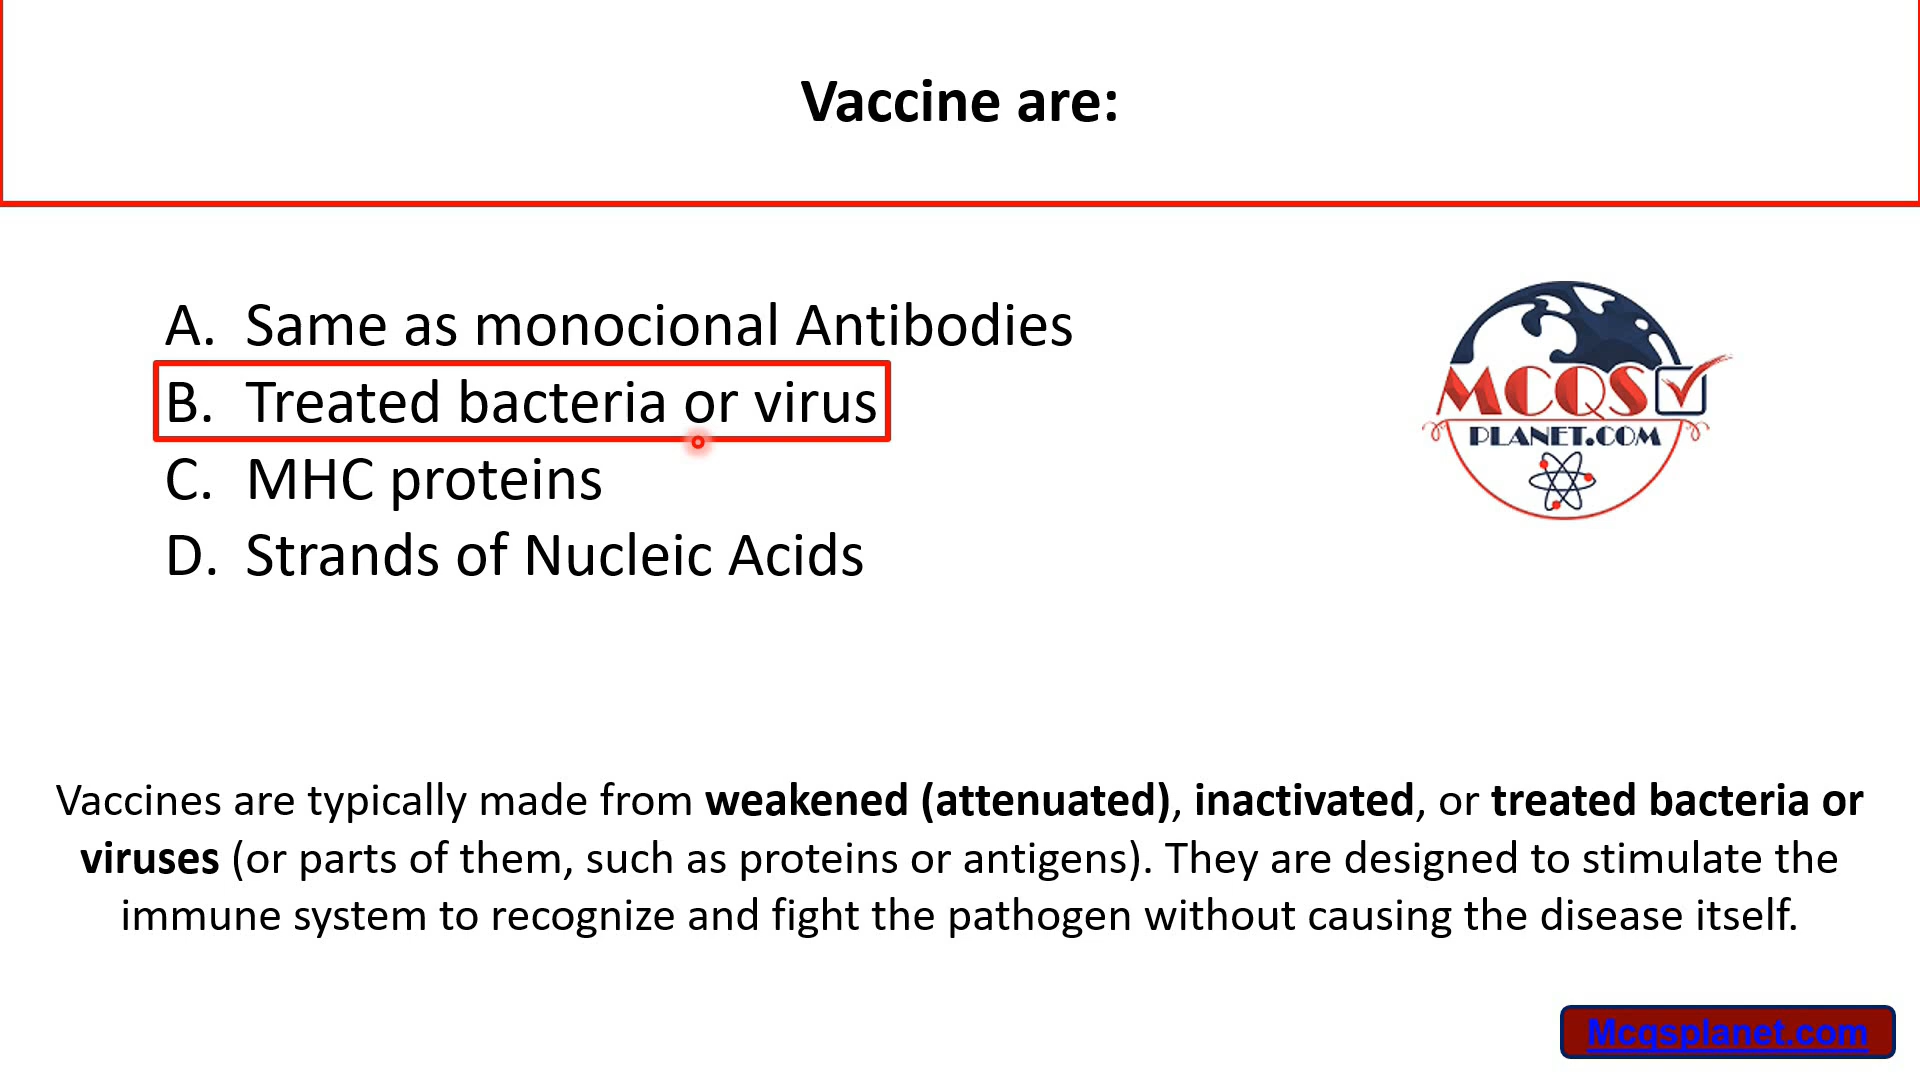 Vaccine are:
A. Same as monocional Antibodies
B. Treated bacteria or virus
C. MHC proteins
D. Strands of Nucleic Acids
MCQS
PLANET.COM
Vaccines are typically made from weakened (attenuated), inactivated, or treated bacteria or
viruses (or parts of them, such as proteins or antigens). They are designed to stimulate the
immune system to recognize and fight the pathogen without causing the disease itself.
Mcqsplanet.com